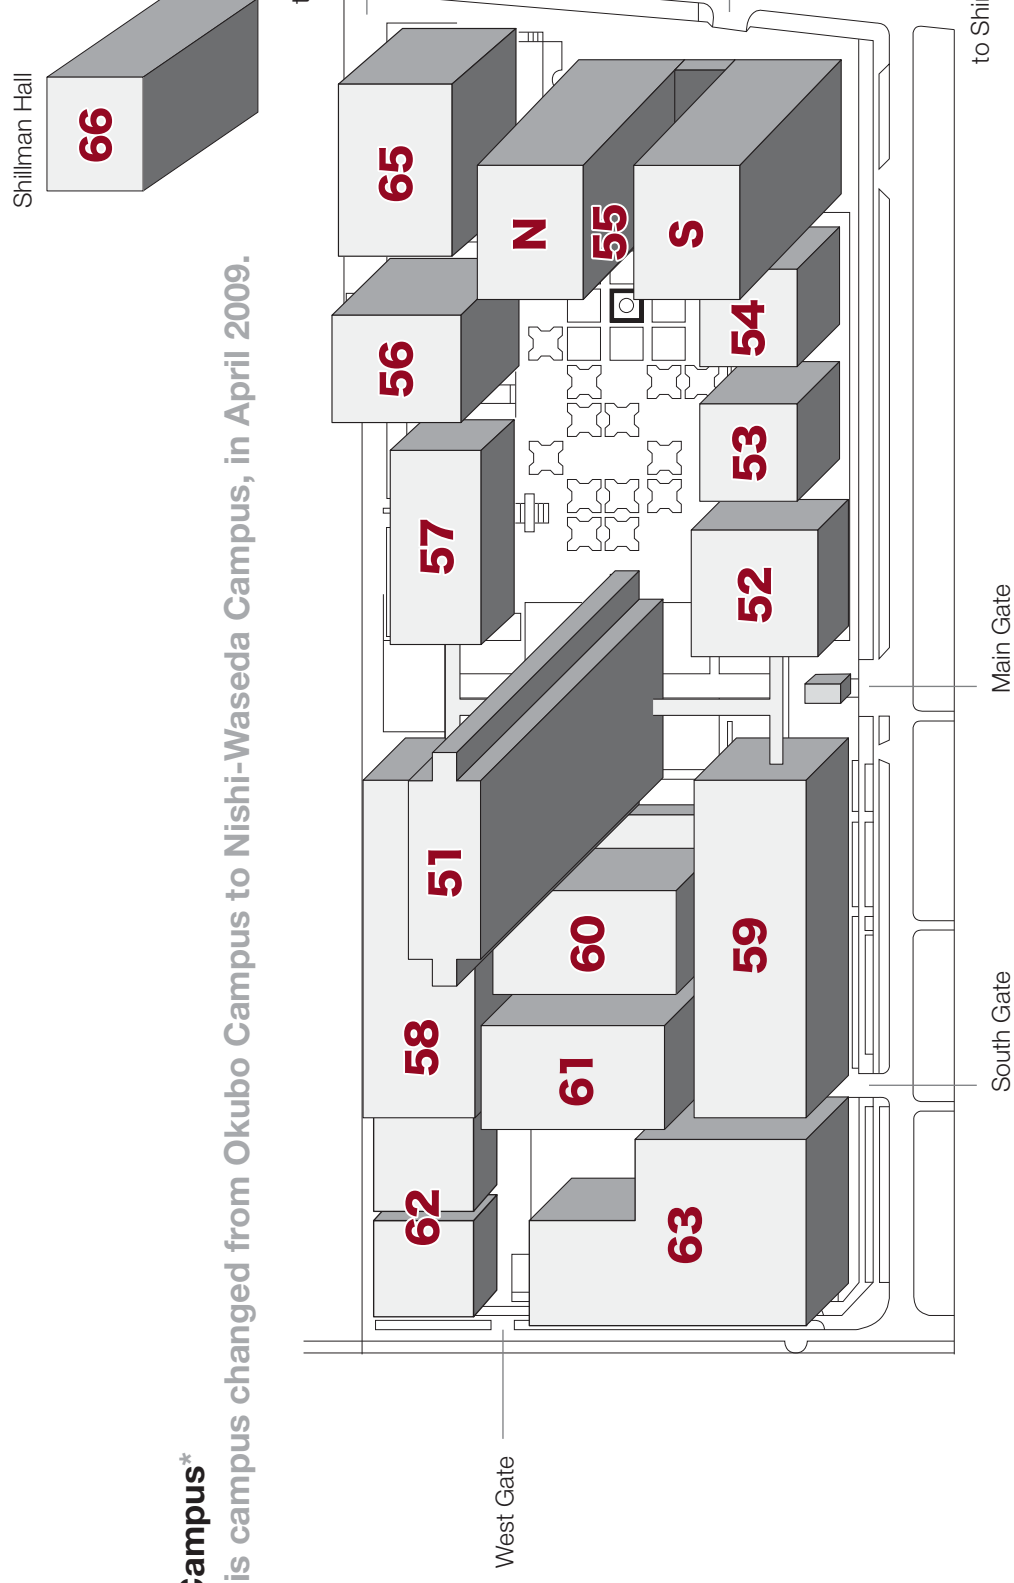 Shillman Hall
66
Campus*
is campus changed from Okubo Campus to Nishi-Waseda Campus, in April 2009.
62
58
51
57
56
65
West Gate
61
60
55
N
63
59
52
53
54
S
South Gate
Main Gate
to